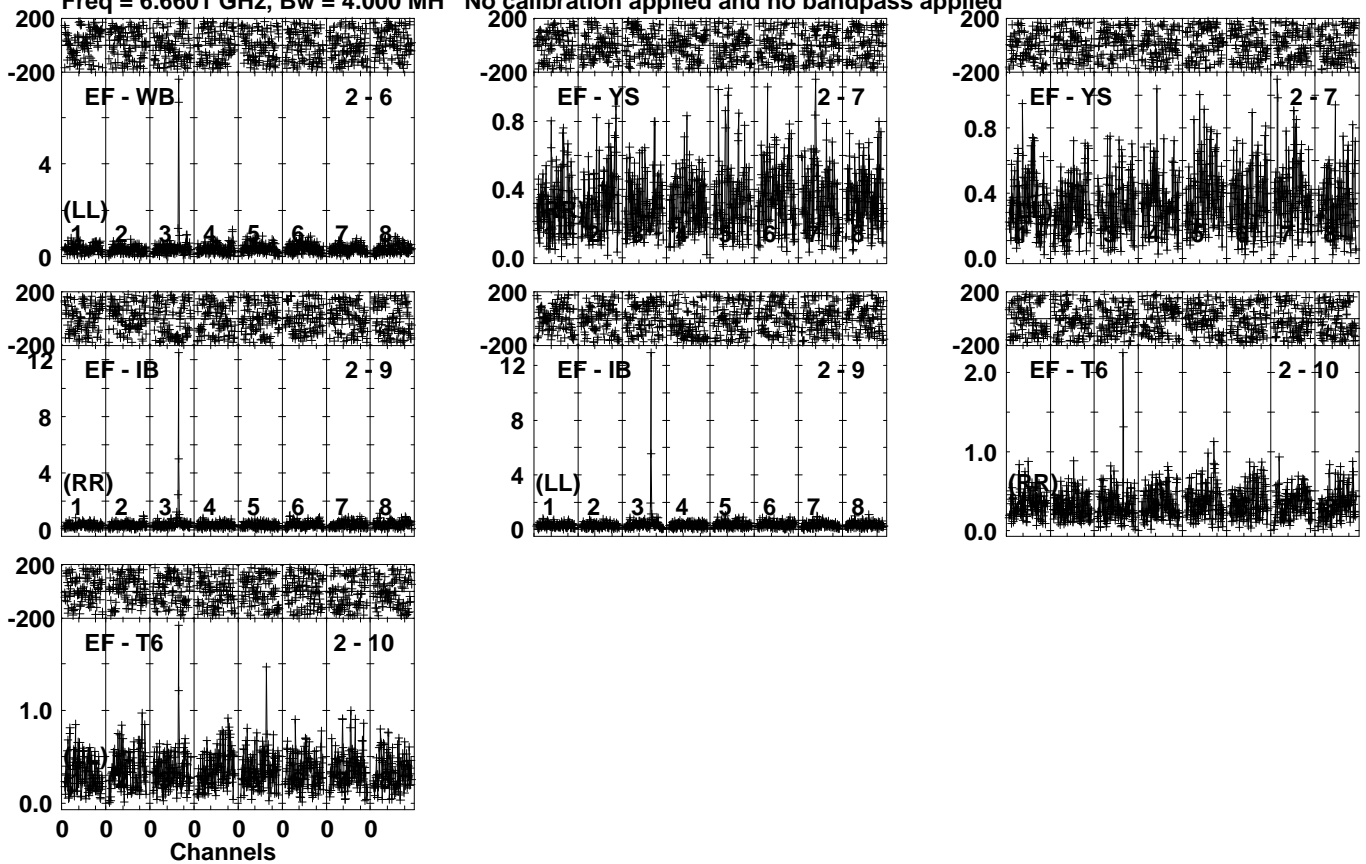 Freq = 6.6601 GHz, Bw = 4.000 MH No calibration applied and no bandpass applied
200
-200
EF - WB 2 - 6
4
(LL)
1 2 3 4 5 6 7 8
0
200
-200
EF - YS 2 - 7
0.8
0.4
0.0
200
-200
EF - YS 2 - 7
0.8
0.4
0.0
200
-200
12
EF - IB 2 - 9
8
4
(RR)
1 2 3 4 5 6 7 8
0
200
-200
12
EF - IB 2 - 9
8
4
(LL)
1 2 3 4 5 6 7 8
0
200
-200
2.0
EF - T6 2 - 10
1.0
(RR)
0.0
200
-200
EF - T6 2 - 10
1.0
0.0
0 0 0 0 0 0 0 0
Channels